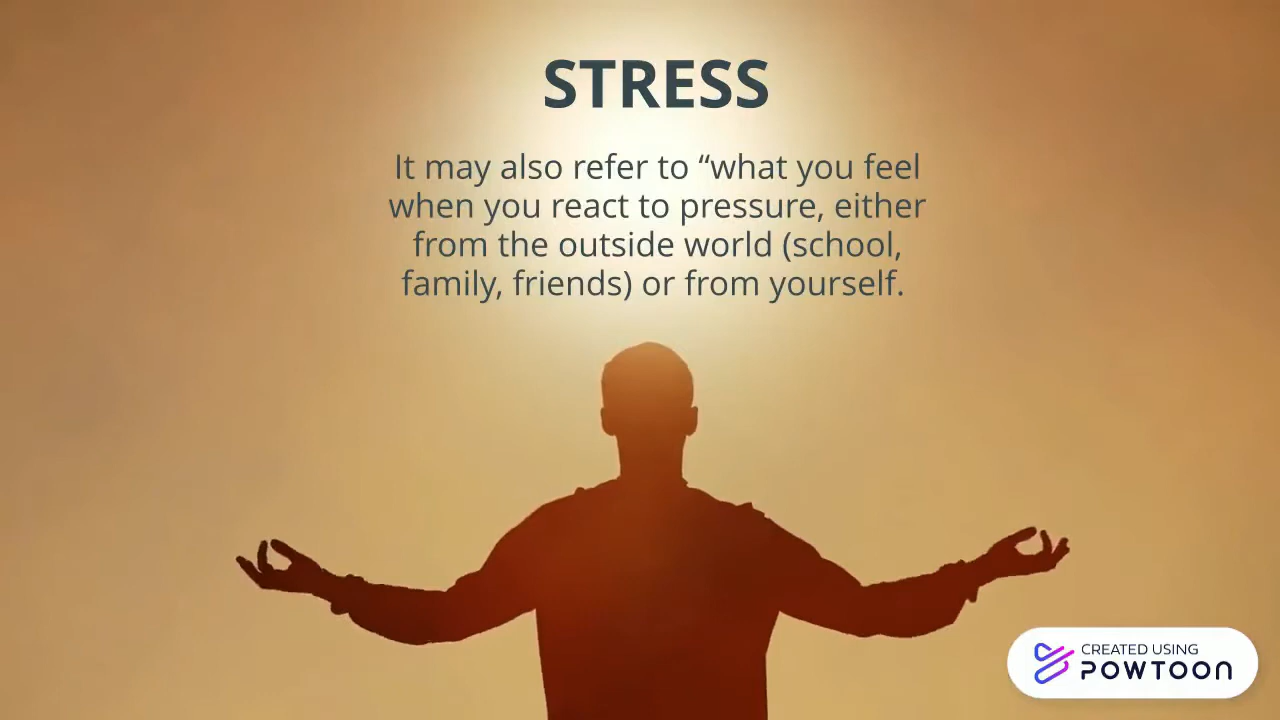 STRESS
It may also refer to “what you feel
when you react to pressure, either
from the outside world (school,
family, friends) or from yourself.
CREATED USING
POWTOON